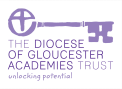 THE DIOCESE
OF GLOUCESTER
ACADEMIES TRUST
unlocking potential